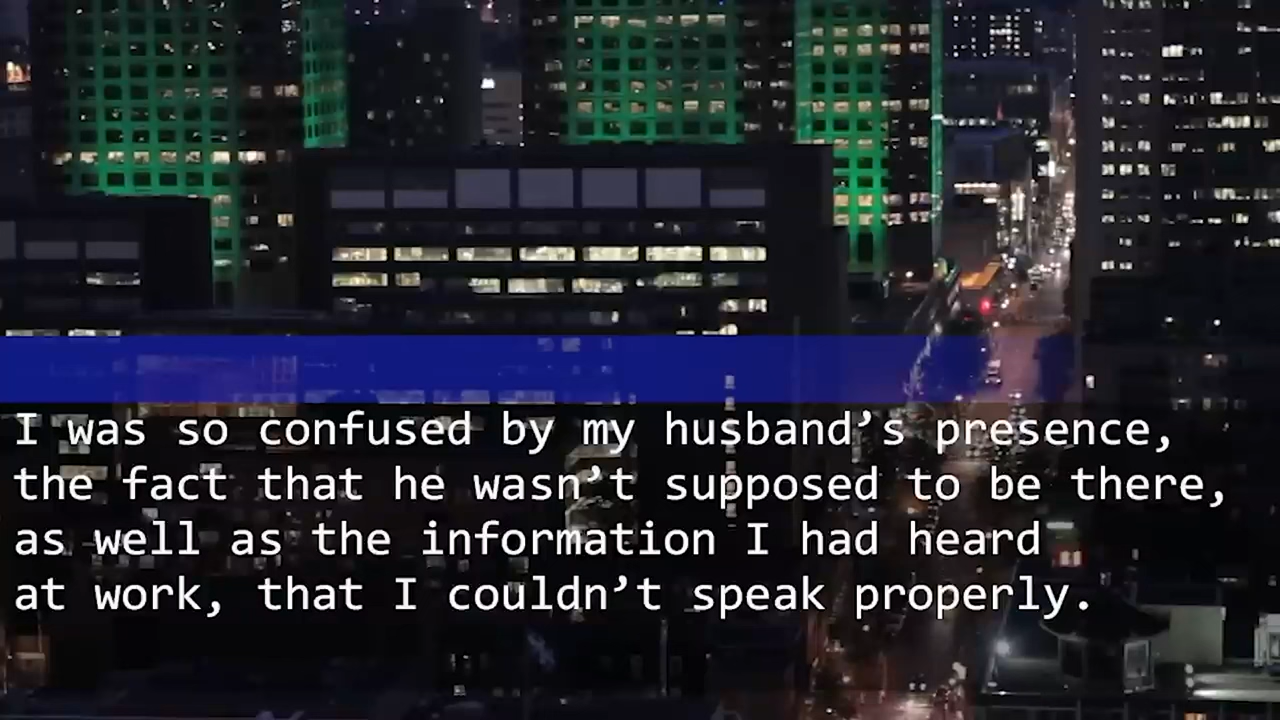 I was so confused by my husband’s presence,
the fact that he wasn’t supposed to be there,
as well as the information I had heard
at work, that I couldn’t speak properly.